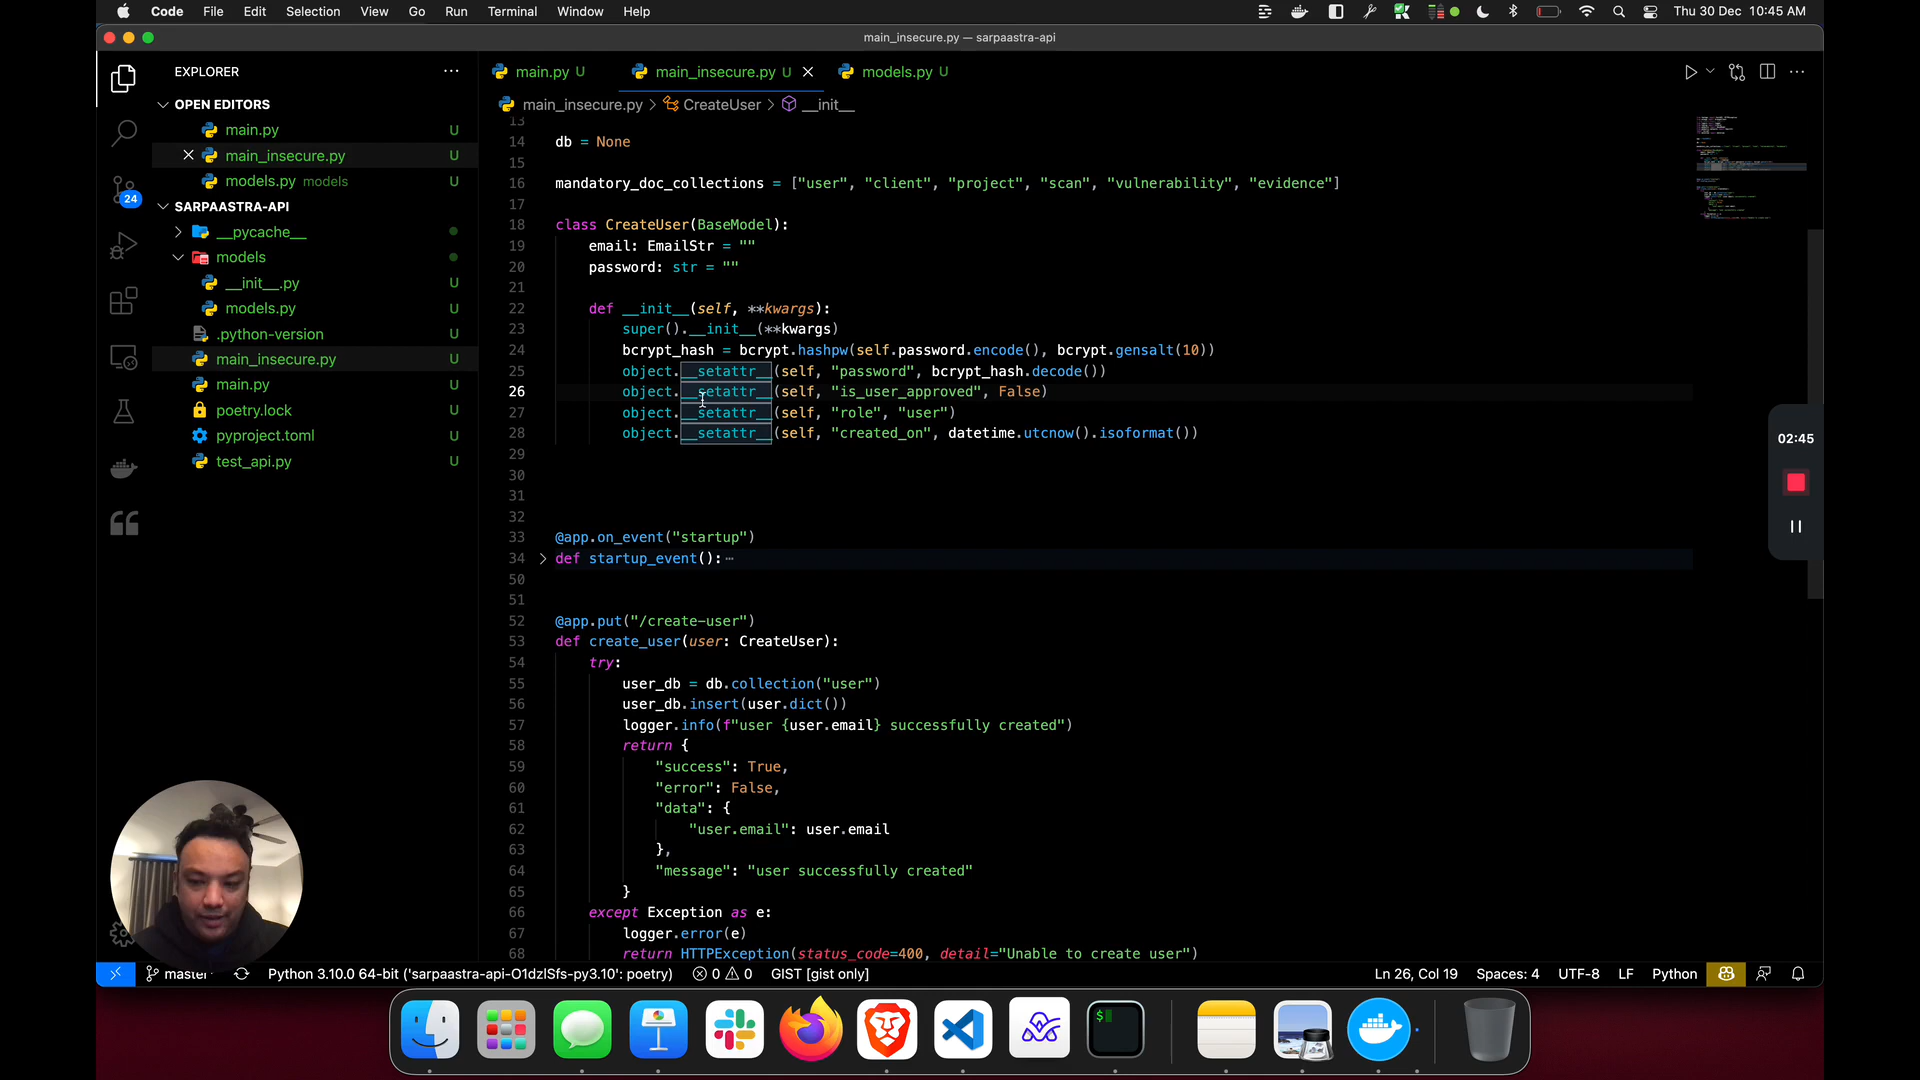 Code File Edit Selection View Go Run Terminal Window Help Thu 30 Dec 10:45 AM
main_insecure.py — sarpaastra-api
EXPLORER
main.py U main_insecure.py U models.py U
OPEN EDITORS
main_insecure.py > CreateUser > __init__
main.py U
main_insecure.py U
models.py models U
SARPAASTRA-API
__pycache__
models
__init__.py U
models.py U
.python-version U
main_insecure.py U
main.py U
poetry.lock U
pyproject.toml U
test_api.py U
24
13
14 db = None
15
16 mandatory_doc_collections = ["user", "client", "project", "scan", "vulnerability", "evidence"]
17
18 class CreateUser(BaseModel):
19 email: EmailStr = ""
20 password: str = ""
21
22 def __init__(self, **kwargs):
23 super().__init__(**kwargs)
24 bcrypt_hash = bcrypt.hashpw(self.password.encode(), bcrypt.gensalt(10))
25 object.__setattr__(self, "password", bcrypt_hash.decode())
26 object.__setattr__(self, "is_user_approved", False)
27 object.__setattr__(self, "role", "user")
28 object.__setattr__(self, "created_on", datetime.utcnow().isoformat())
29
30
31
32
33 @app.on_event("startup")
34 def startup_event(): ⋯
50
51
52 @app.put("/create-user")
53 def create_user(user: CreateUser):
54 try:
55 user_db = db.collection("user")
56 user_db.insert(user.dict())
57 logger.info(f"user {user.email} successfully created")
58 return {
59 "success": True,
60 "error": False,
61 "data": {
62 "user.email": user.email
63 },
64 "message": "user successfully created"
65 }
66 except Exception as e:
67 logger.error(e)
68 return HTTPException(status_code=400, detail="Unable to create user")
02:45
master Python 3.10.0 64-bit ('sarpaastra-api-O1dzlSfs-py3.10': poetry) 0 0 GIST [gist only] Ln 26, Col 19 Spaces: 4 UTF-8 LF Python
$